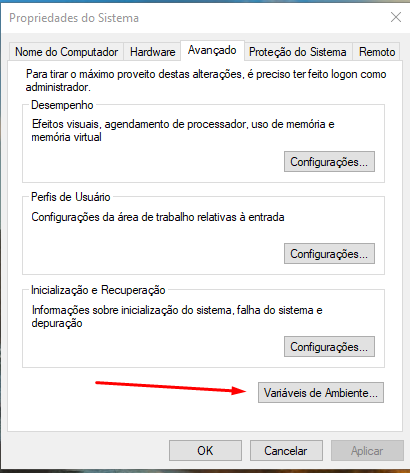 Propriedades do Sistema
Nome do Computador Hardware Avançado Proteção do Sistema Remoto
Para tirar o máximo proveito destas alterações, é preciso ter feito logon como
administrador.
Desempenho
Efeitos visuais, agendamento de processador, uso de memória e
memória virtual
Configurações...
Perfis de Usuário
Configurações da área de trabalho relativas à entrada
Configurações...
Inicialização e Recuperação
Informações sobre inicialização do sistema, falha do sistema e
depuração
Configurações...
Variáveis de Ambiente...
OK Cancelar Aplicar